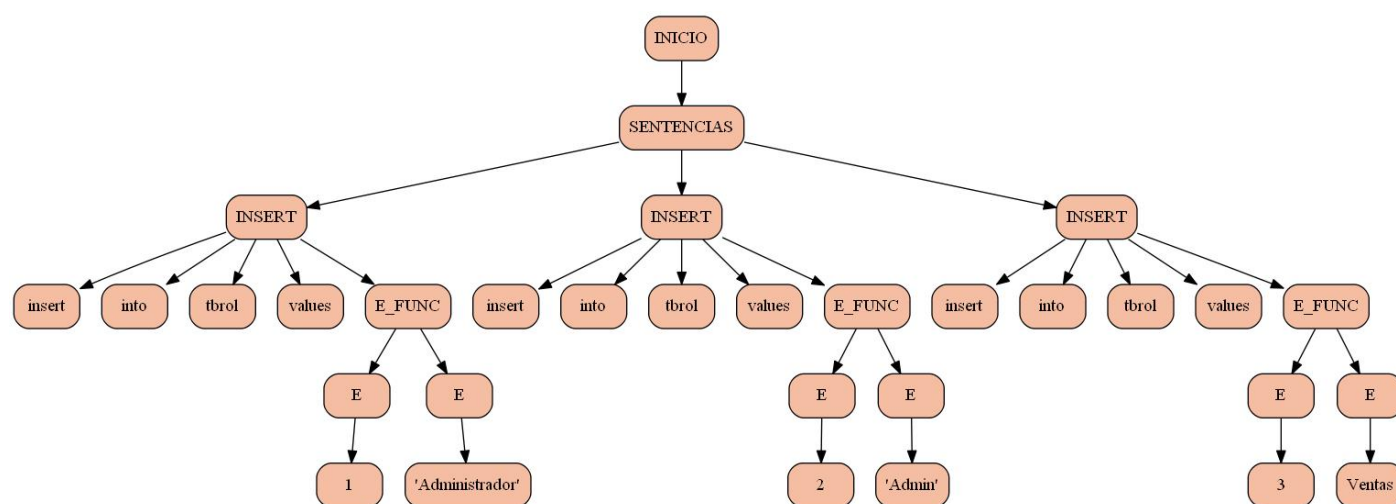 INICIO
SENTENCIAS
INSERT INSERT INSERT
insert into tbrol values E_FUNC insert into tbrol values E_FUNC insert into tbrol values E_FUNC
E E E E E E
1 'Administrador' 2 'Admin' 3 Ventas